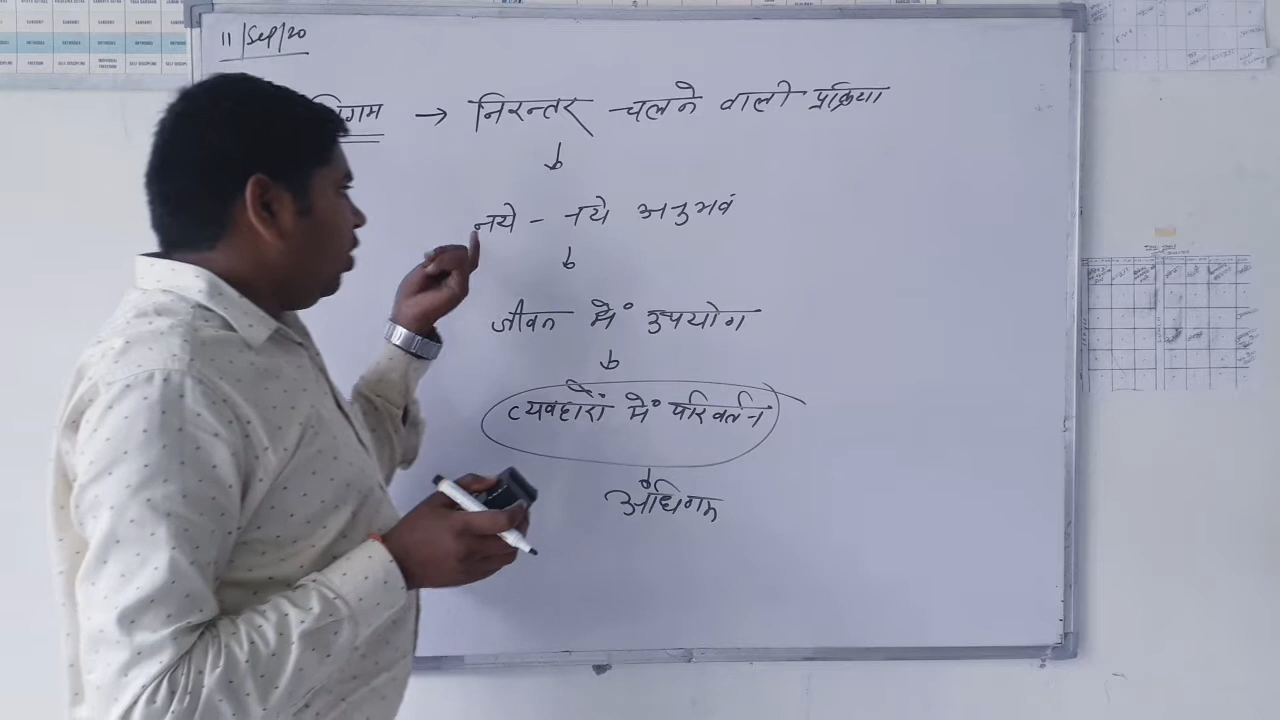 11/Sep/20
िगम → निरन्तर चलने वाली प्रक्रिया
नये - नये अनुभवं
जीवन में उपयोग
व्यवहारों में परिवर्तन
अधिगम